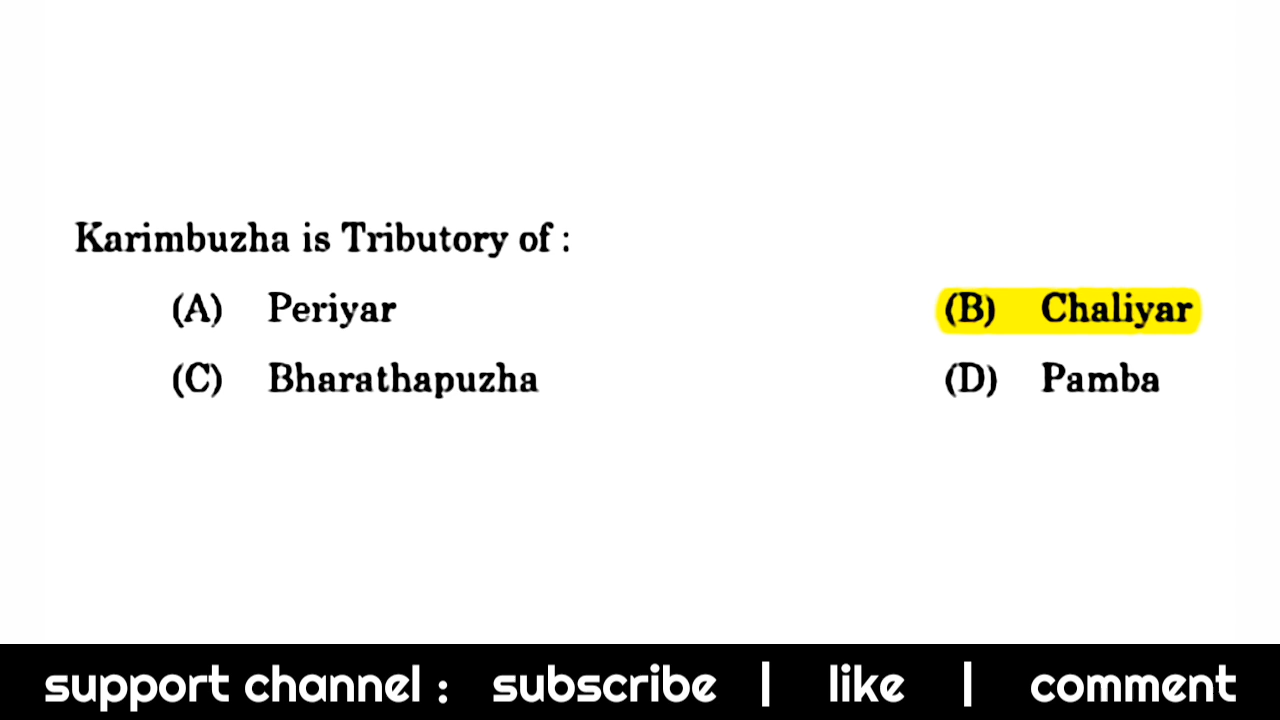 Karimbuzha is Tributory of :
(A) Periyar (B) Chaliyar
(C) Bharathapuzha (D) Pamba
support channel : subscribe | like | comment